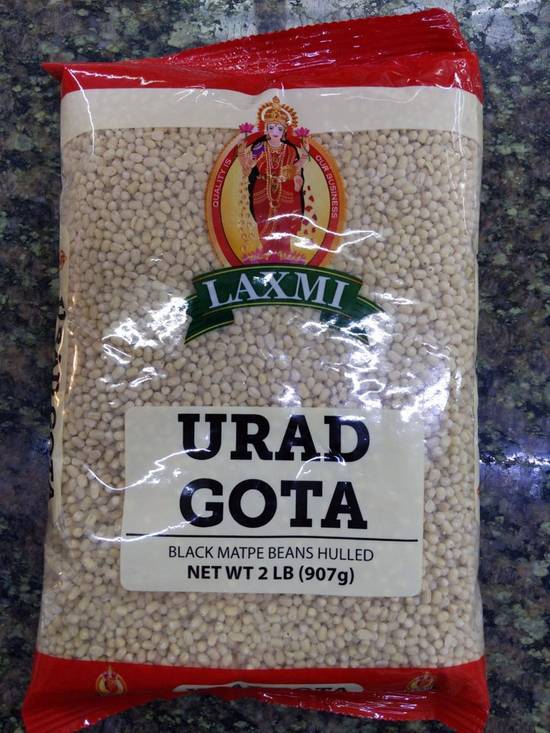 QUALITY IS OUR BUSINESS
LAXMI
URAD
GOTA
BLACK MATPE BEANS HULLED
NET WT 2 LB (907g)